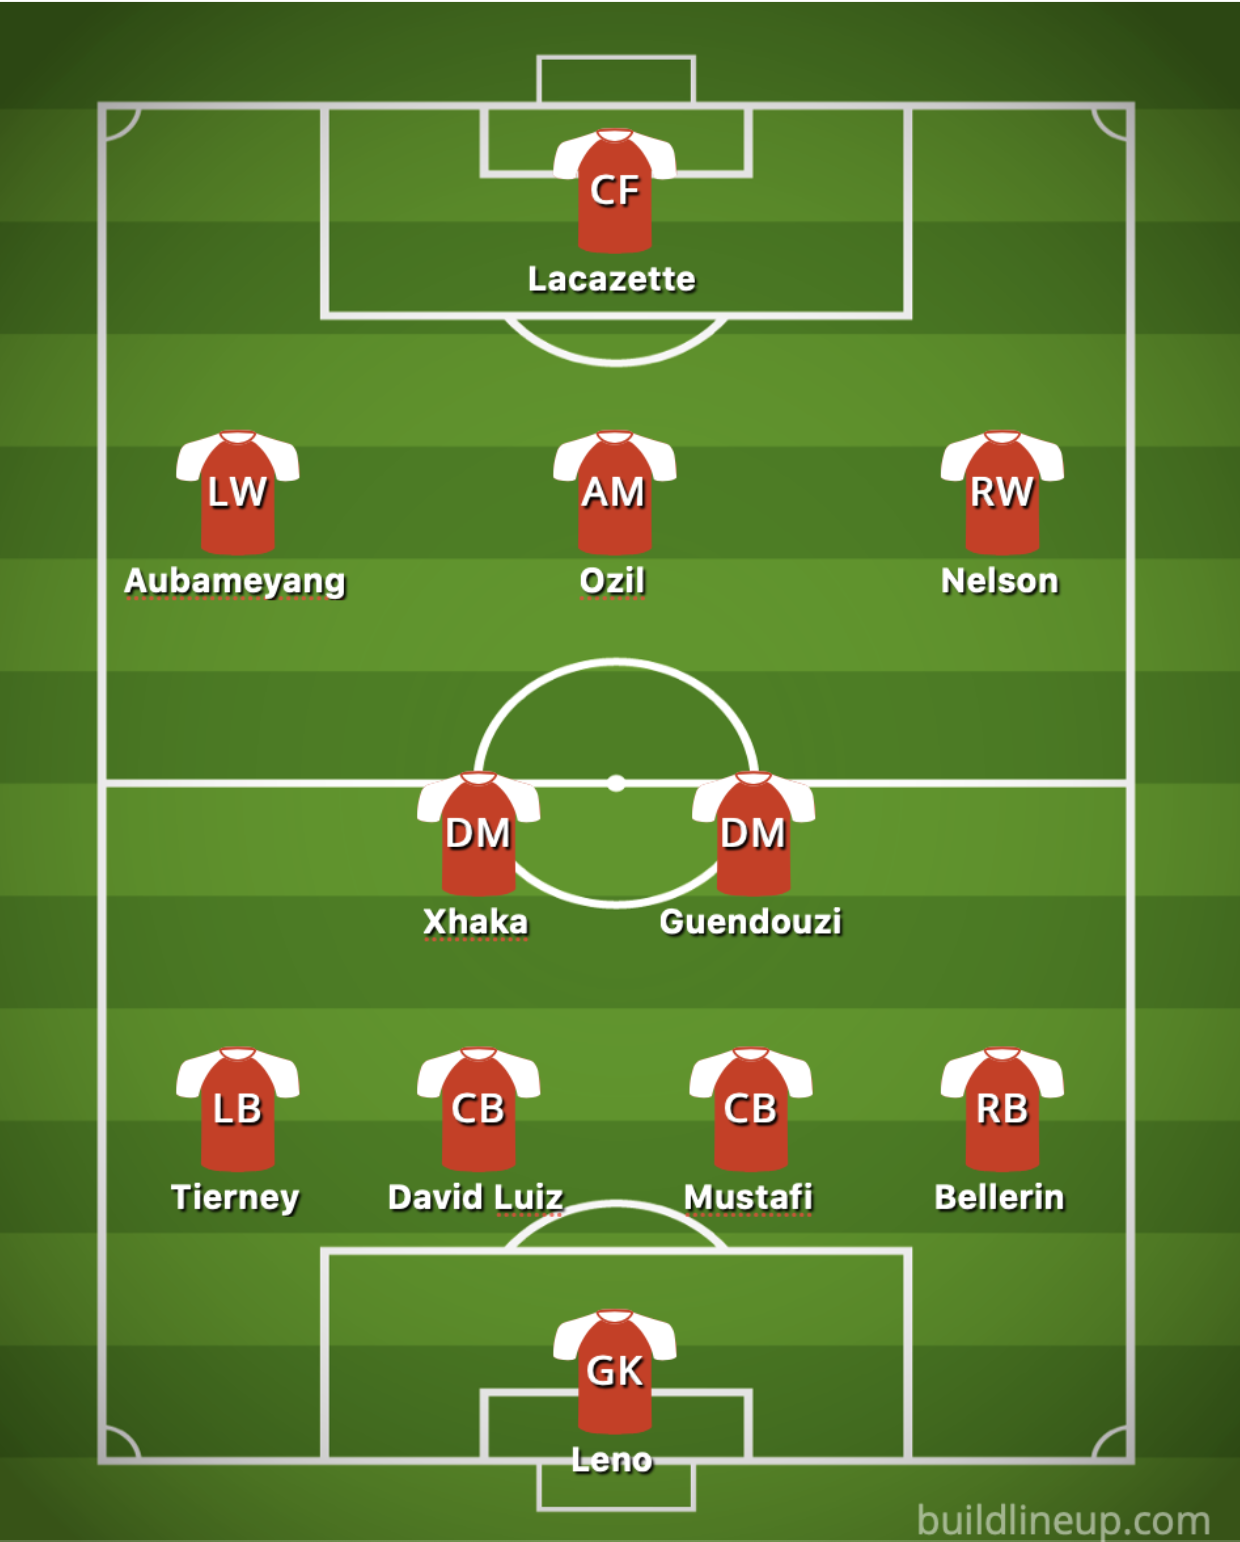 CF
Lacazette
LW
AM
RW
Aubameyang
Ozil
Nelson
DM
DM
Xhaka
Guendouzi
LB
CB
CB
RB
Tierney
David Luiz
Mustafi
Bellerin
GK
Leno
buildlineup.com